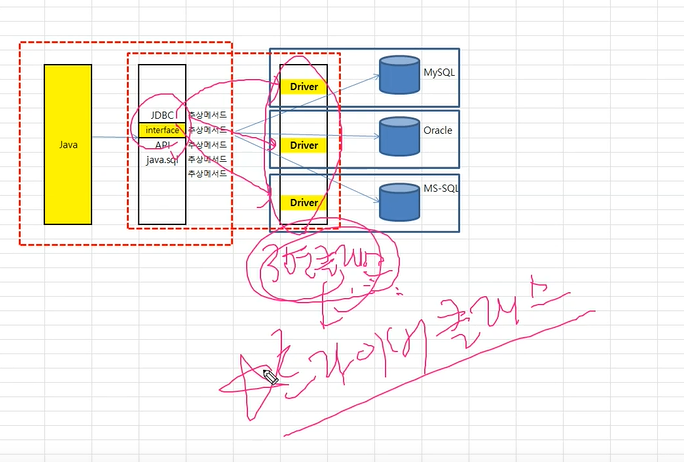 Java
JDBC
interface
API
java.sql
추상메서드
추상메서드
추상메서드
추상메서드
추상메서드
Driver
Driver
Driver
MySQL
Oracle
MS-SQL
구현클래스
드라이버클래스